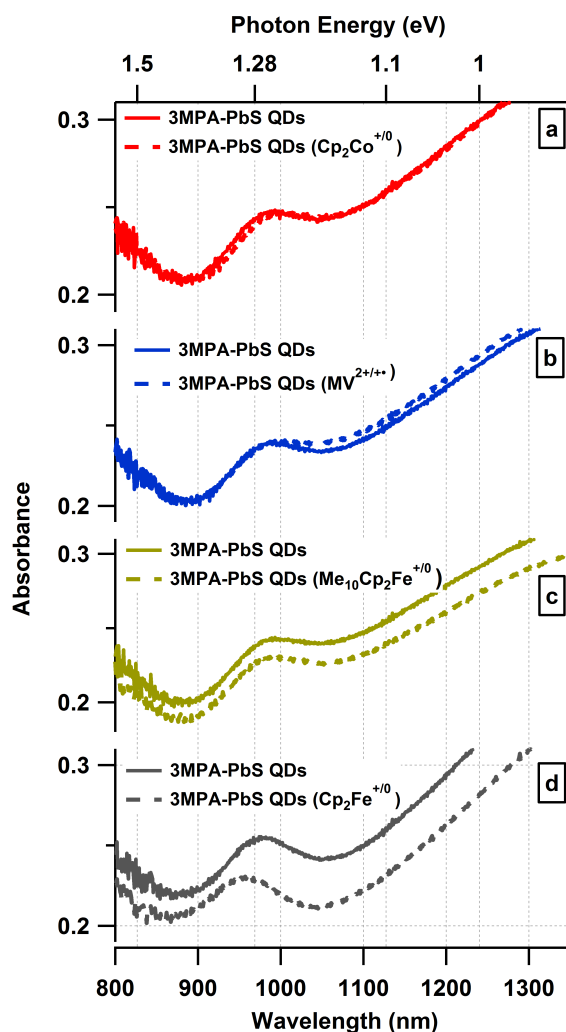 Photon Energy (eV)
1.5 1.28 1.1 1
0.3
3MPA-PbS QDs
3MPA-PbS QDs (Cp₂Co⁺/⁰)
a
0.2
0.3
3MPA-PbS QDs
3MPA-PbS QDs (MV²⁺/⁺•)
b
0.2
Absorbance
0.3
3MPA-PbS QDs
3MPA-PbS QDs (Me₁₀Cp₂Fe⁺/⁰)
c
0.2
0.3
3MPA-PbS QDs
3MPA-PbS QDs (Cp₂Fe⁺/⁰)
d
0.2
800 900 1000 1100 1200 1300
Wavelength (nm)